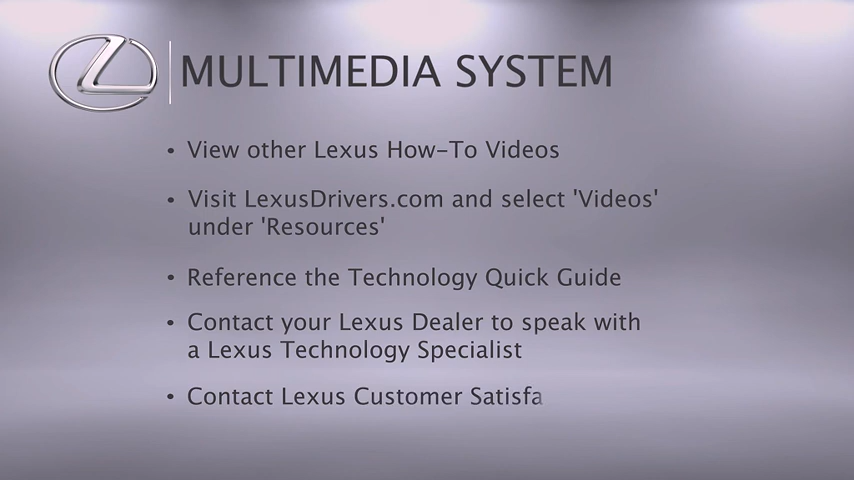 MULTIMEDIA SYSTEM
• View other Lexus How-To Videos
• Visit LexusDrivers.com and select 'Videos'
under 'Resources'
• Reference the Technology Quick Guide
• Contact your Lexus Dealer to speak with
a Lexus Technology Specialist
• Contact Lexus Customer Satisfa